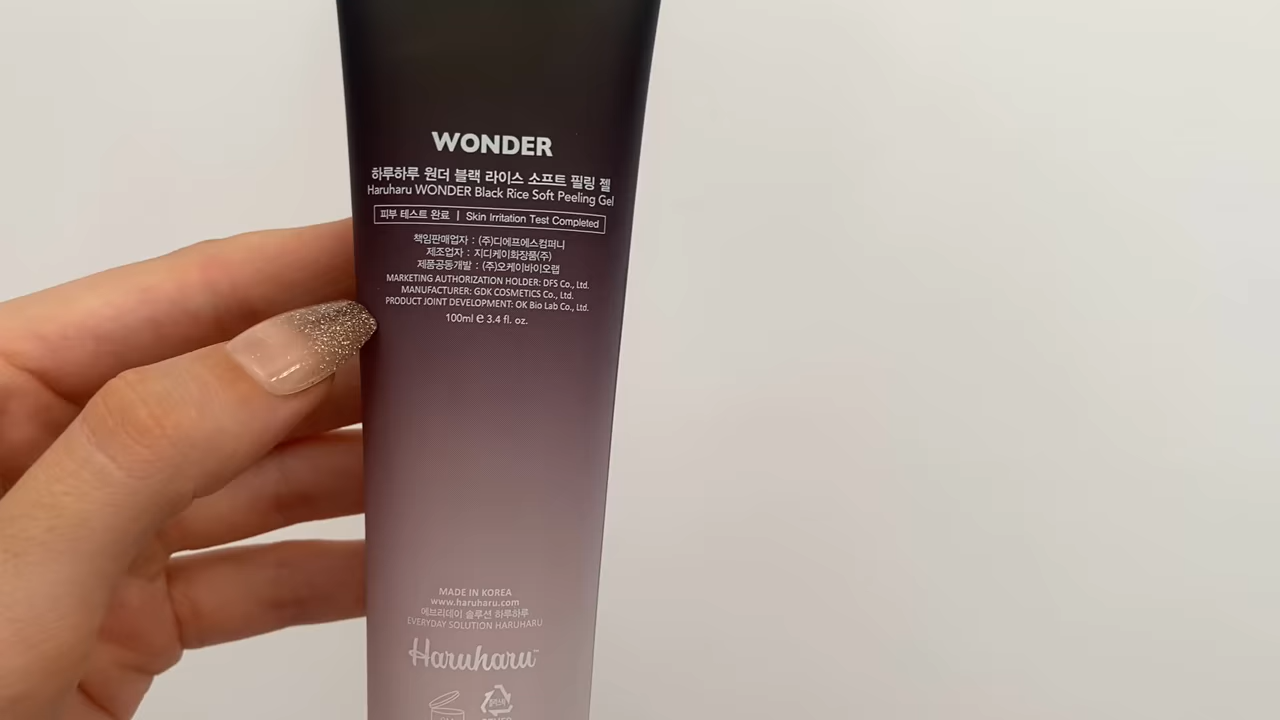 WONDER
하루하루 원더 블랙 라이스 소프트 필링 젤
Haruharu WONDER Black Rice Soft Peeling Gel
피부 테스트 완료 | Skin Irritation Test Completed
책임판매업자 : (주)디에프에스컴퍼니
제조업자 : 지디케이화장품(주)
제품공동개발 : (주)오케이바이오랩
MARKETING AUTHORIZATION HOLDER: DFS Co., Ltd.
MANUFACTURER: GDK COSMETICS Co., Ltd.
PRODUCT JOINT DEVELOPMENT: OK Bio Lab Co., Ltd.
100ml ℮ 3.4 fl. oz.
MADE IN KOREA
www.haruharu.com
에브리데이 솔루션 하루하루
EVERYDAY SOLUTION HARUHARU
Haruharu™